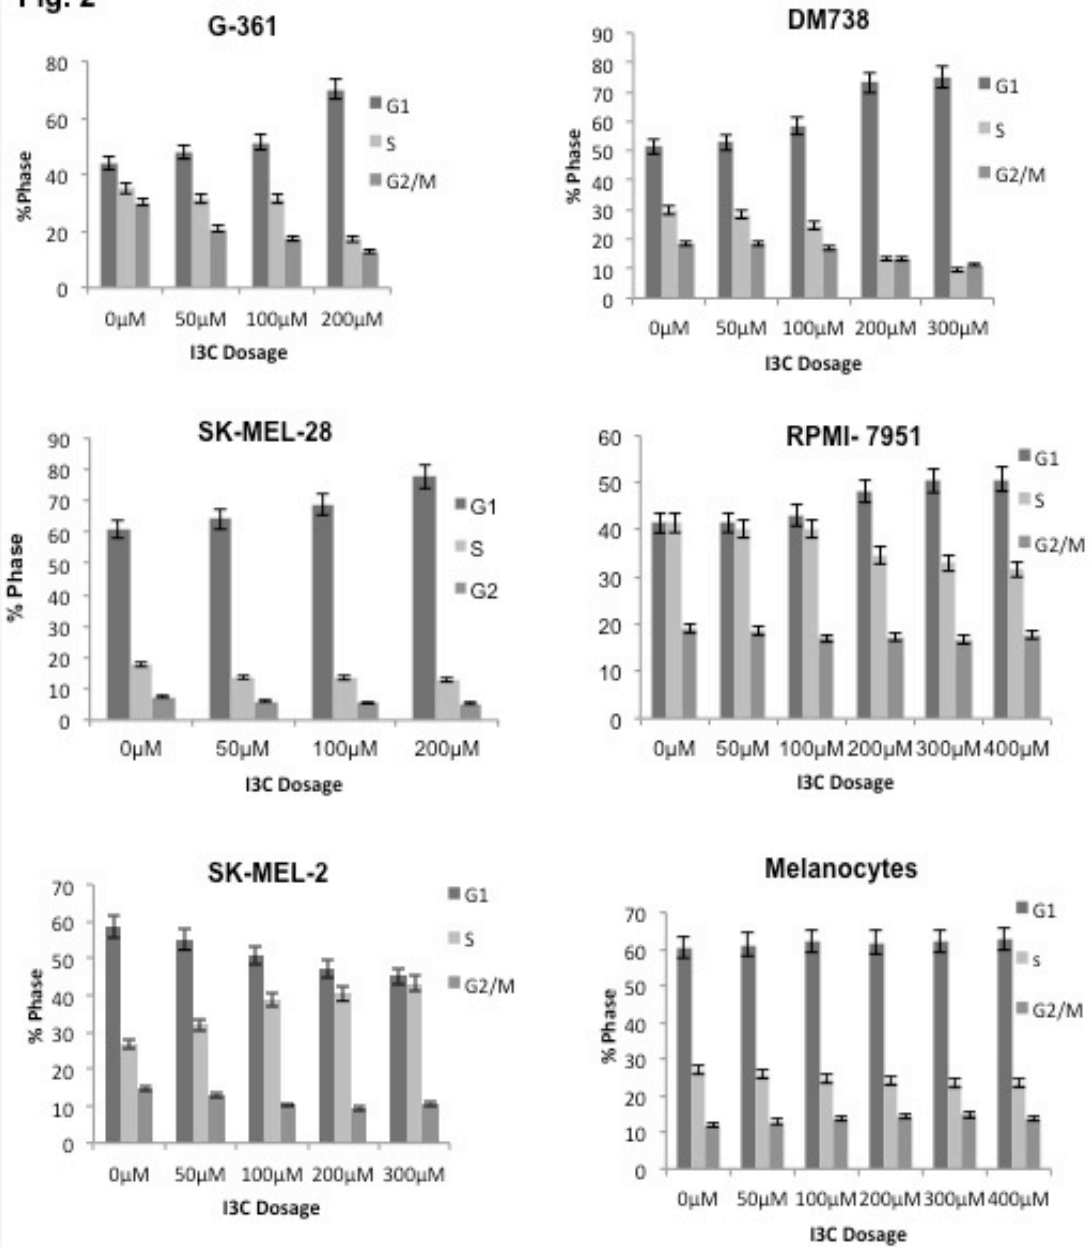 Fig. 2
G-361
80
60
40
20
0
%Phase
G1
S
G2/M
0µM 50µM 100µM 200µM
I3C Dosage
DM738
90
80
70
60
50
40
30
20
10
0
% Phase
G1
S
G2/M
0µM 50µM 100µM 200µM 300µM
I3C Dosage
SK-MEL-28
90
80
70
60
50
40
30
20
10
0
% Phase
G1
S
G2
0µM 50µM 100µM 200µM
I3C Dosage
RPMI- 7951
60
50
40
30
20
10
0
G1
S
G2/M
0µM 50µM 100µM 200µM 300µM 400µM
I3C Dosage
SK-MEL-2
70
60
50
40
30
20
10
0
% Phase
G1
S
G2/M
0µM 50µM 100µM 200µM 300µM
I3C Dosage
Melanocytes
70
60
50
40
30
20
10
0
% Phase
G1
s
G2/M
0µM 50µM 100µM 200µM 300µM 400µM
I3C Dosage